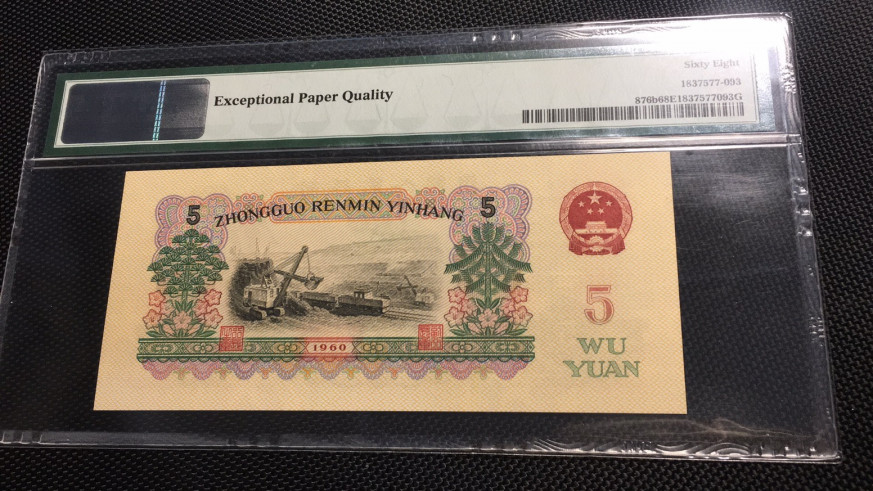 Sixty Eight
Exceptional Paper Quality
1837577-093
876b68E1837577093G
5 ZHONGGUO RENMIN YINHANG 5
5
WU
YUAN
1960